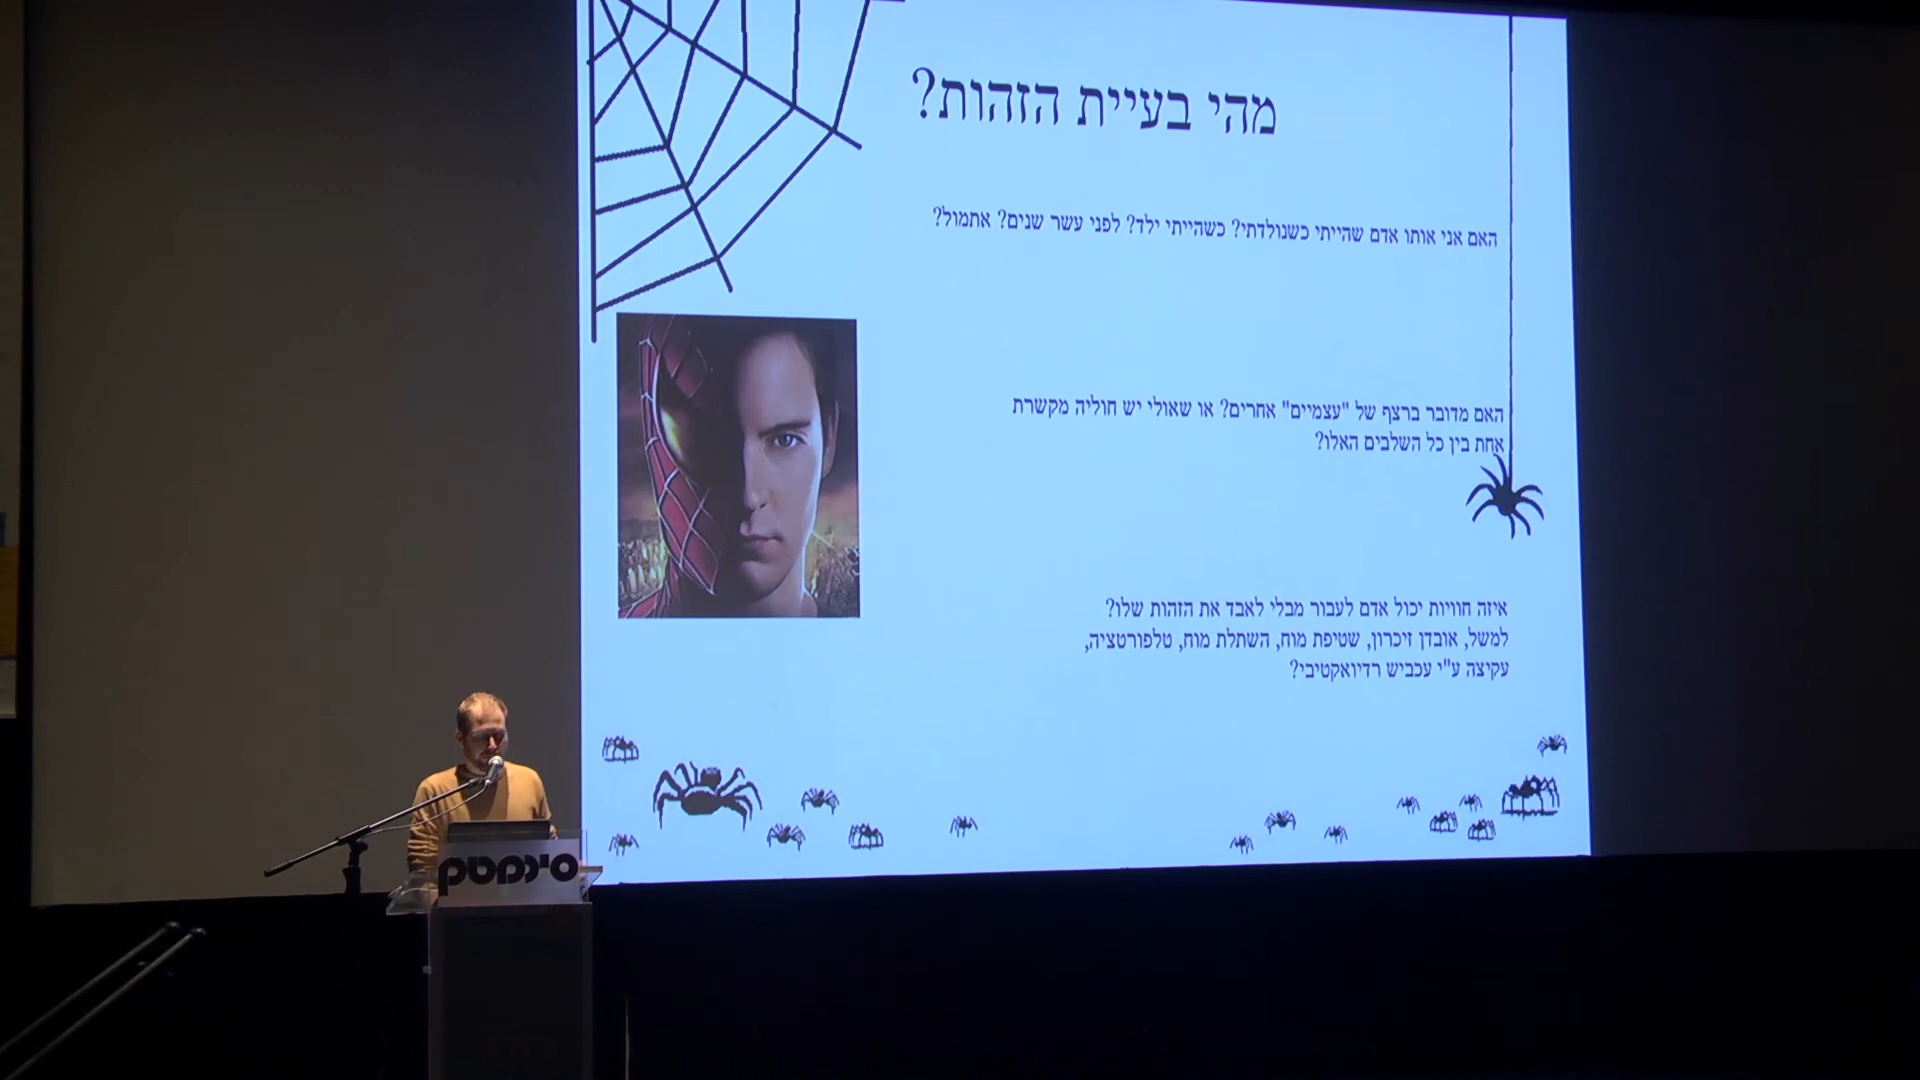 מהי בעיית הזהות?
האם אני אותו אדם שהייתי כשנולדתי? כשהייתי ילד? לפני עשר שנים? אתמול?
האם מדובר ברצף של "עצמיים" אחרים? או שאולי יש חוליה מקשרת
אחת בין כל השלבים האלו?
איזה חוויות יכול אדם לעבור מבלי לאבד את הזהות שלו?
למשל, אובדן זיכרון, שטיפת מוח, השתלת מוח, טלפורטציה,
עקיצה ע"י עכביש רדיואקטיבי?
סינמטק